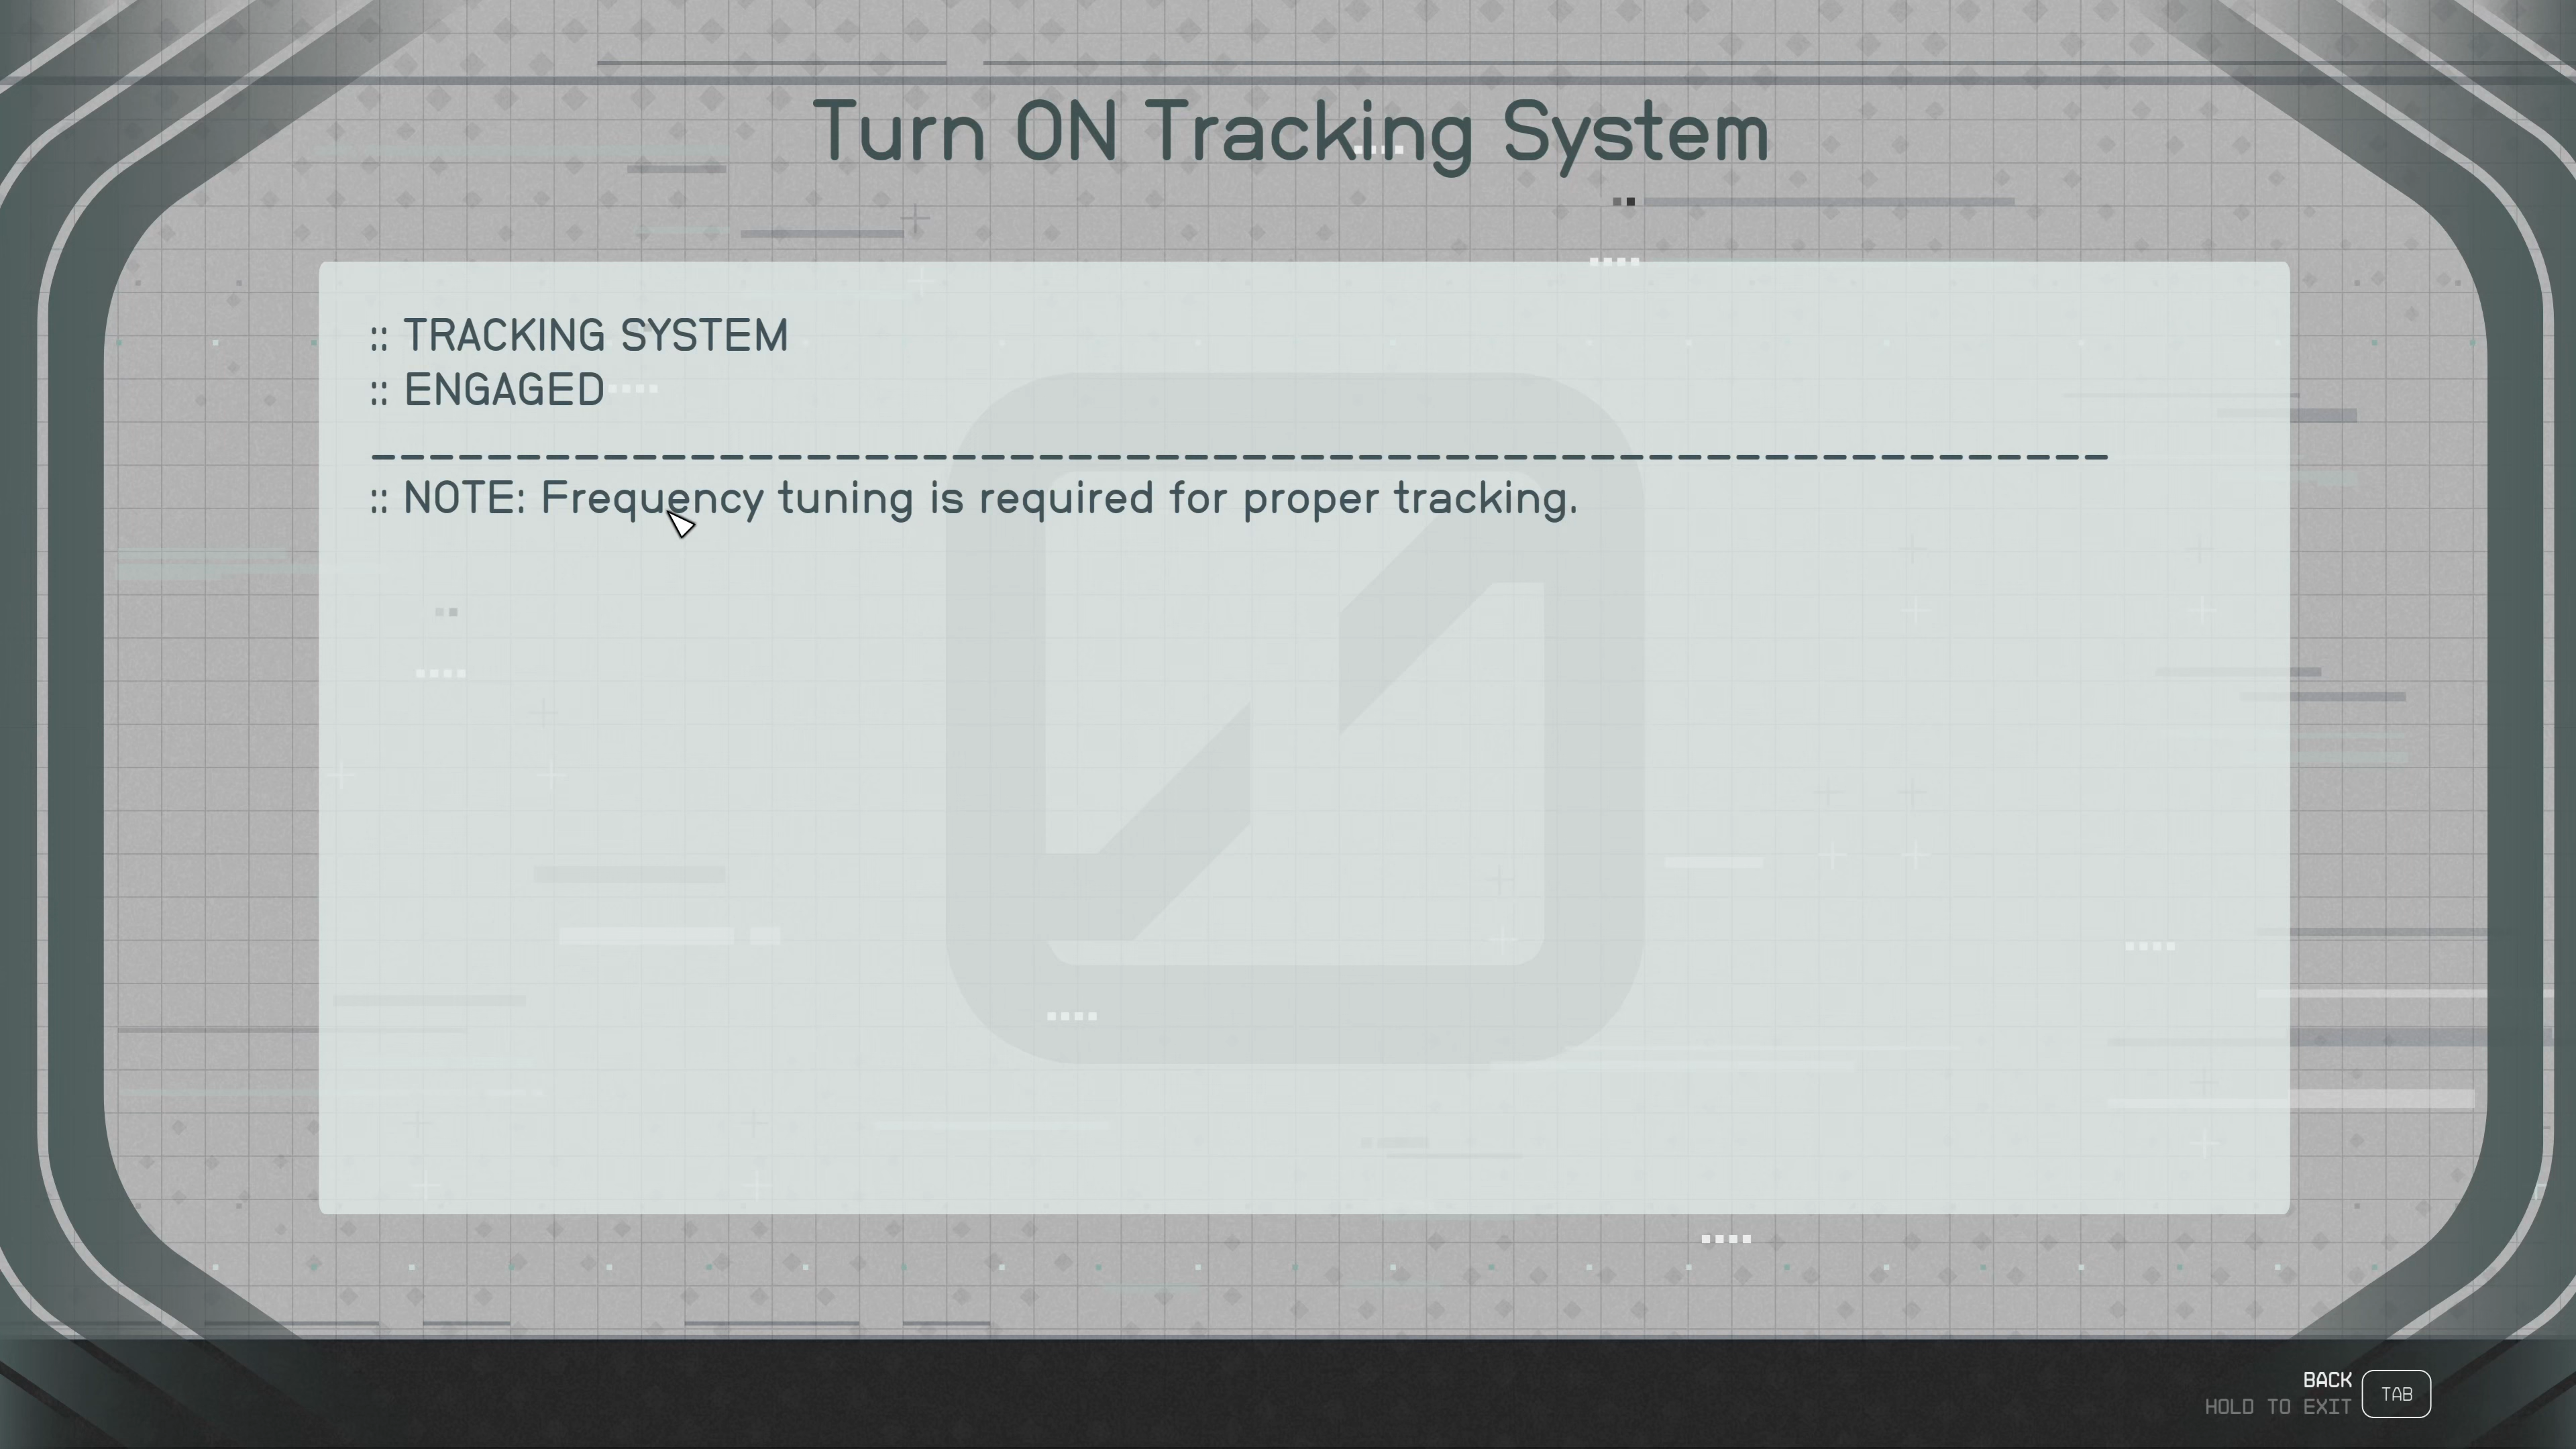 Turn ON Tracking System
:: TRACKING SYSTEM
:: ENGAGED
____________________________________________________________
:: NOTE: Frequency tuning is required for proper tracking.
BACK
HOLD TO EXIT
TAB